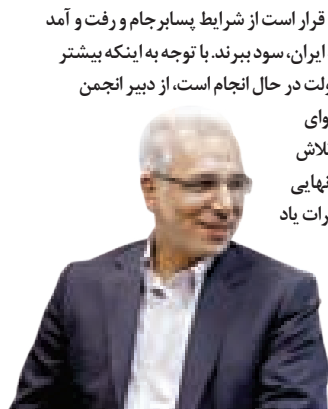 قرار است از شرایط پسابرجام و رفت و آمد
ایران، سود ببرند. با توجه به اینکه بیشتر
ولت در حال انجام است، از دبیر انجمن
وای
لاش
نهایی
رات یاد